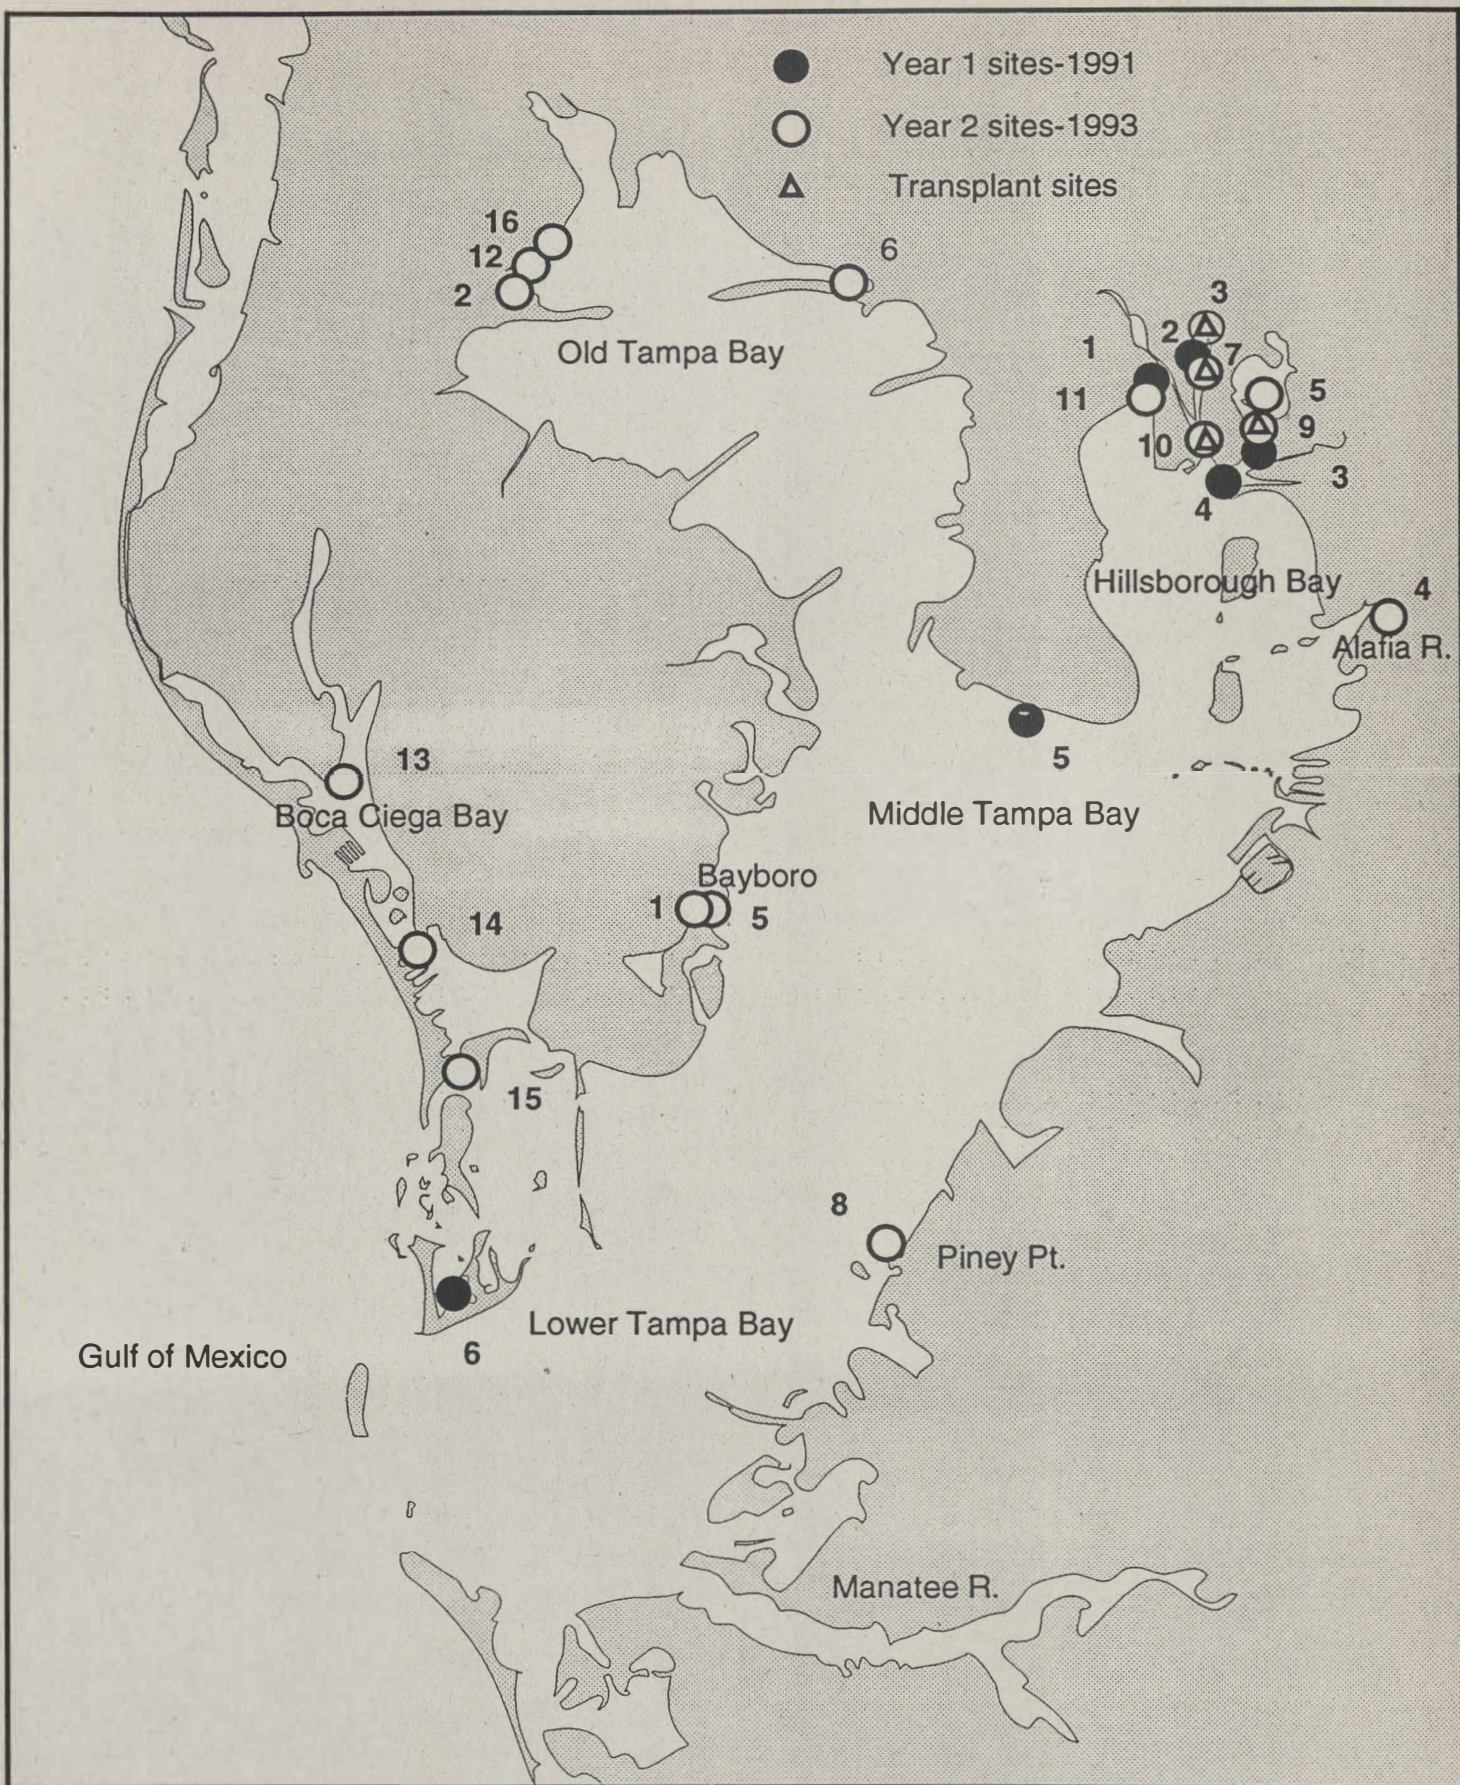 Year 1 sites-1991
Year 2 sites-1993
Transplant sites
16
12
2
6
Old Tampa Bay
3
2
7
1
11
5
9
10
3
4
Hillsborough Bay
4
Alafia R.
5
13
Boca Ciega Bay
Middle Tampa Bay
Bayboro
1
5
14
15
8
Piney Pt.
Lower Tampa Bay
6
Gulf of Mexico
Manatee R.